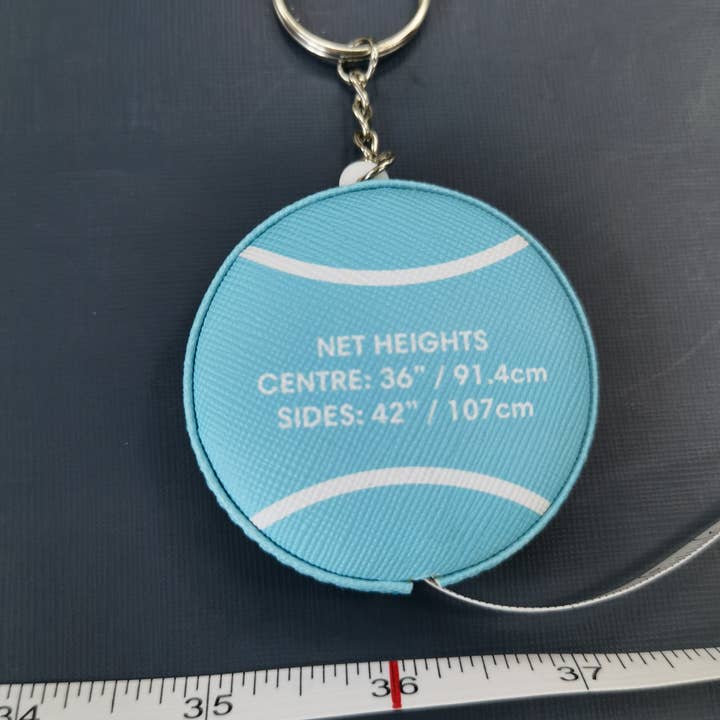 NET HEIGHTS
CENTRE: 36” / 91.4cm
SIDES: 42” / 107cm
34 35 36 37